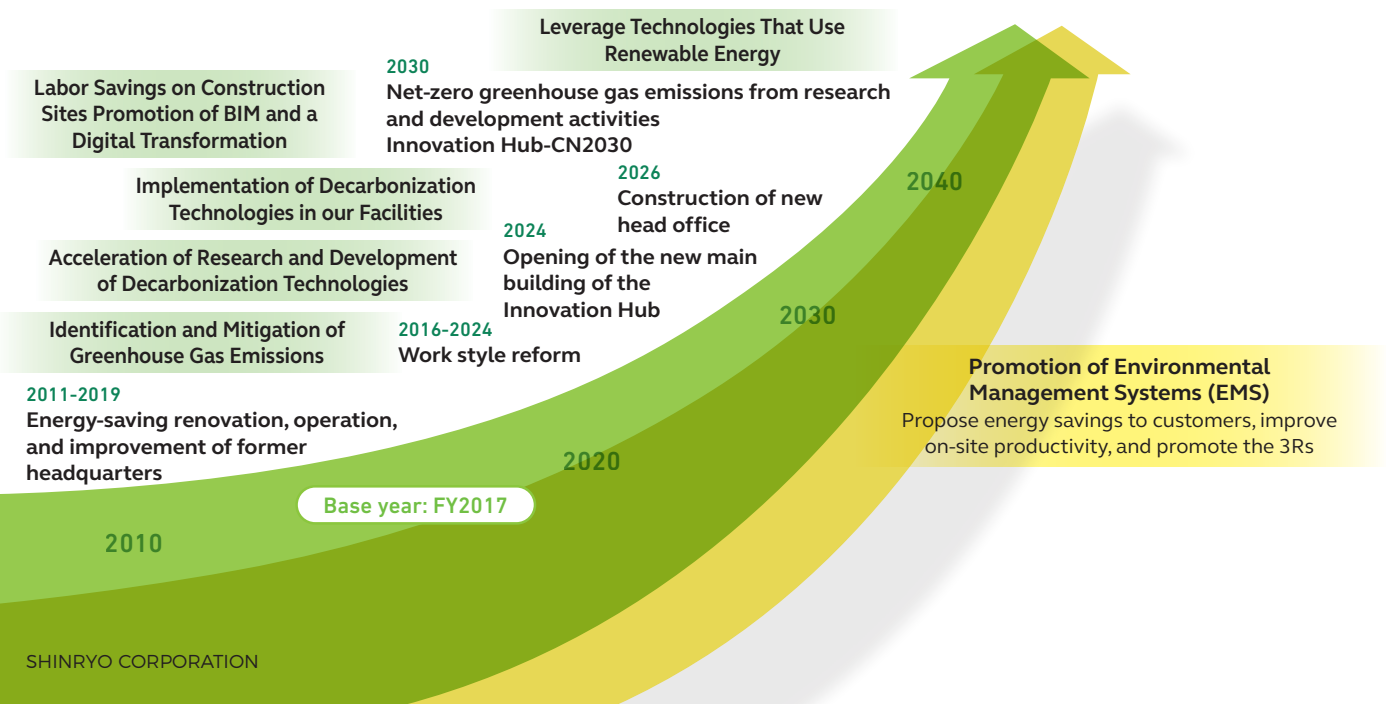 Leverage Technologies That Use
Renewable Energy
Labor Savings on Construction
Sites Promotion of BIM and a
Digital Transformation
2030
Net-zero greenhouse gas emissions from research
and development activities
Innovation Hub-CN2030
Implementation of Decarbonization
Technologies in our Facilities
2026
Construction of new
head office
2040
Acceleration of Research and Development
of Decarbonization Technologies
2024
Opening of the new main
building of the
Innovation Hub
2030
Identification and Mitigation of
Greenhouse Gas Emissions
2016-2024
Work style reform
Promotion of Environmental
Management Systems (EMS)
Propose energy savings to customers, improve
on-site productivity, and promote the 3Rs
2011-2019
Energy-saving renovation, operation,
and improvement of former
headquarters
2020
Base year: FY2017
2010
SHINRYO CORPORATION